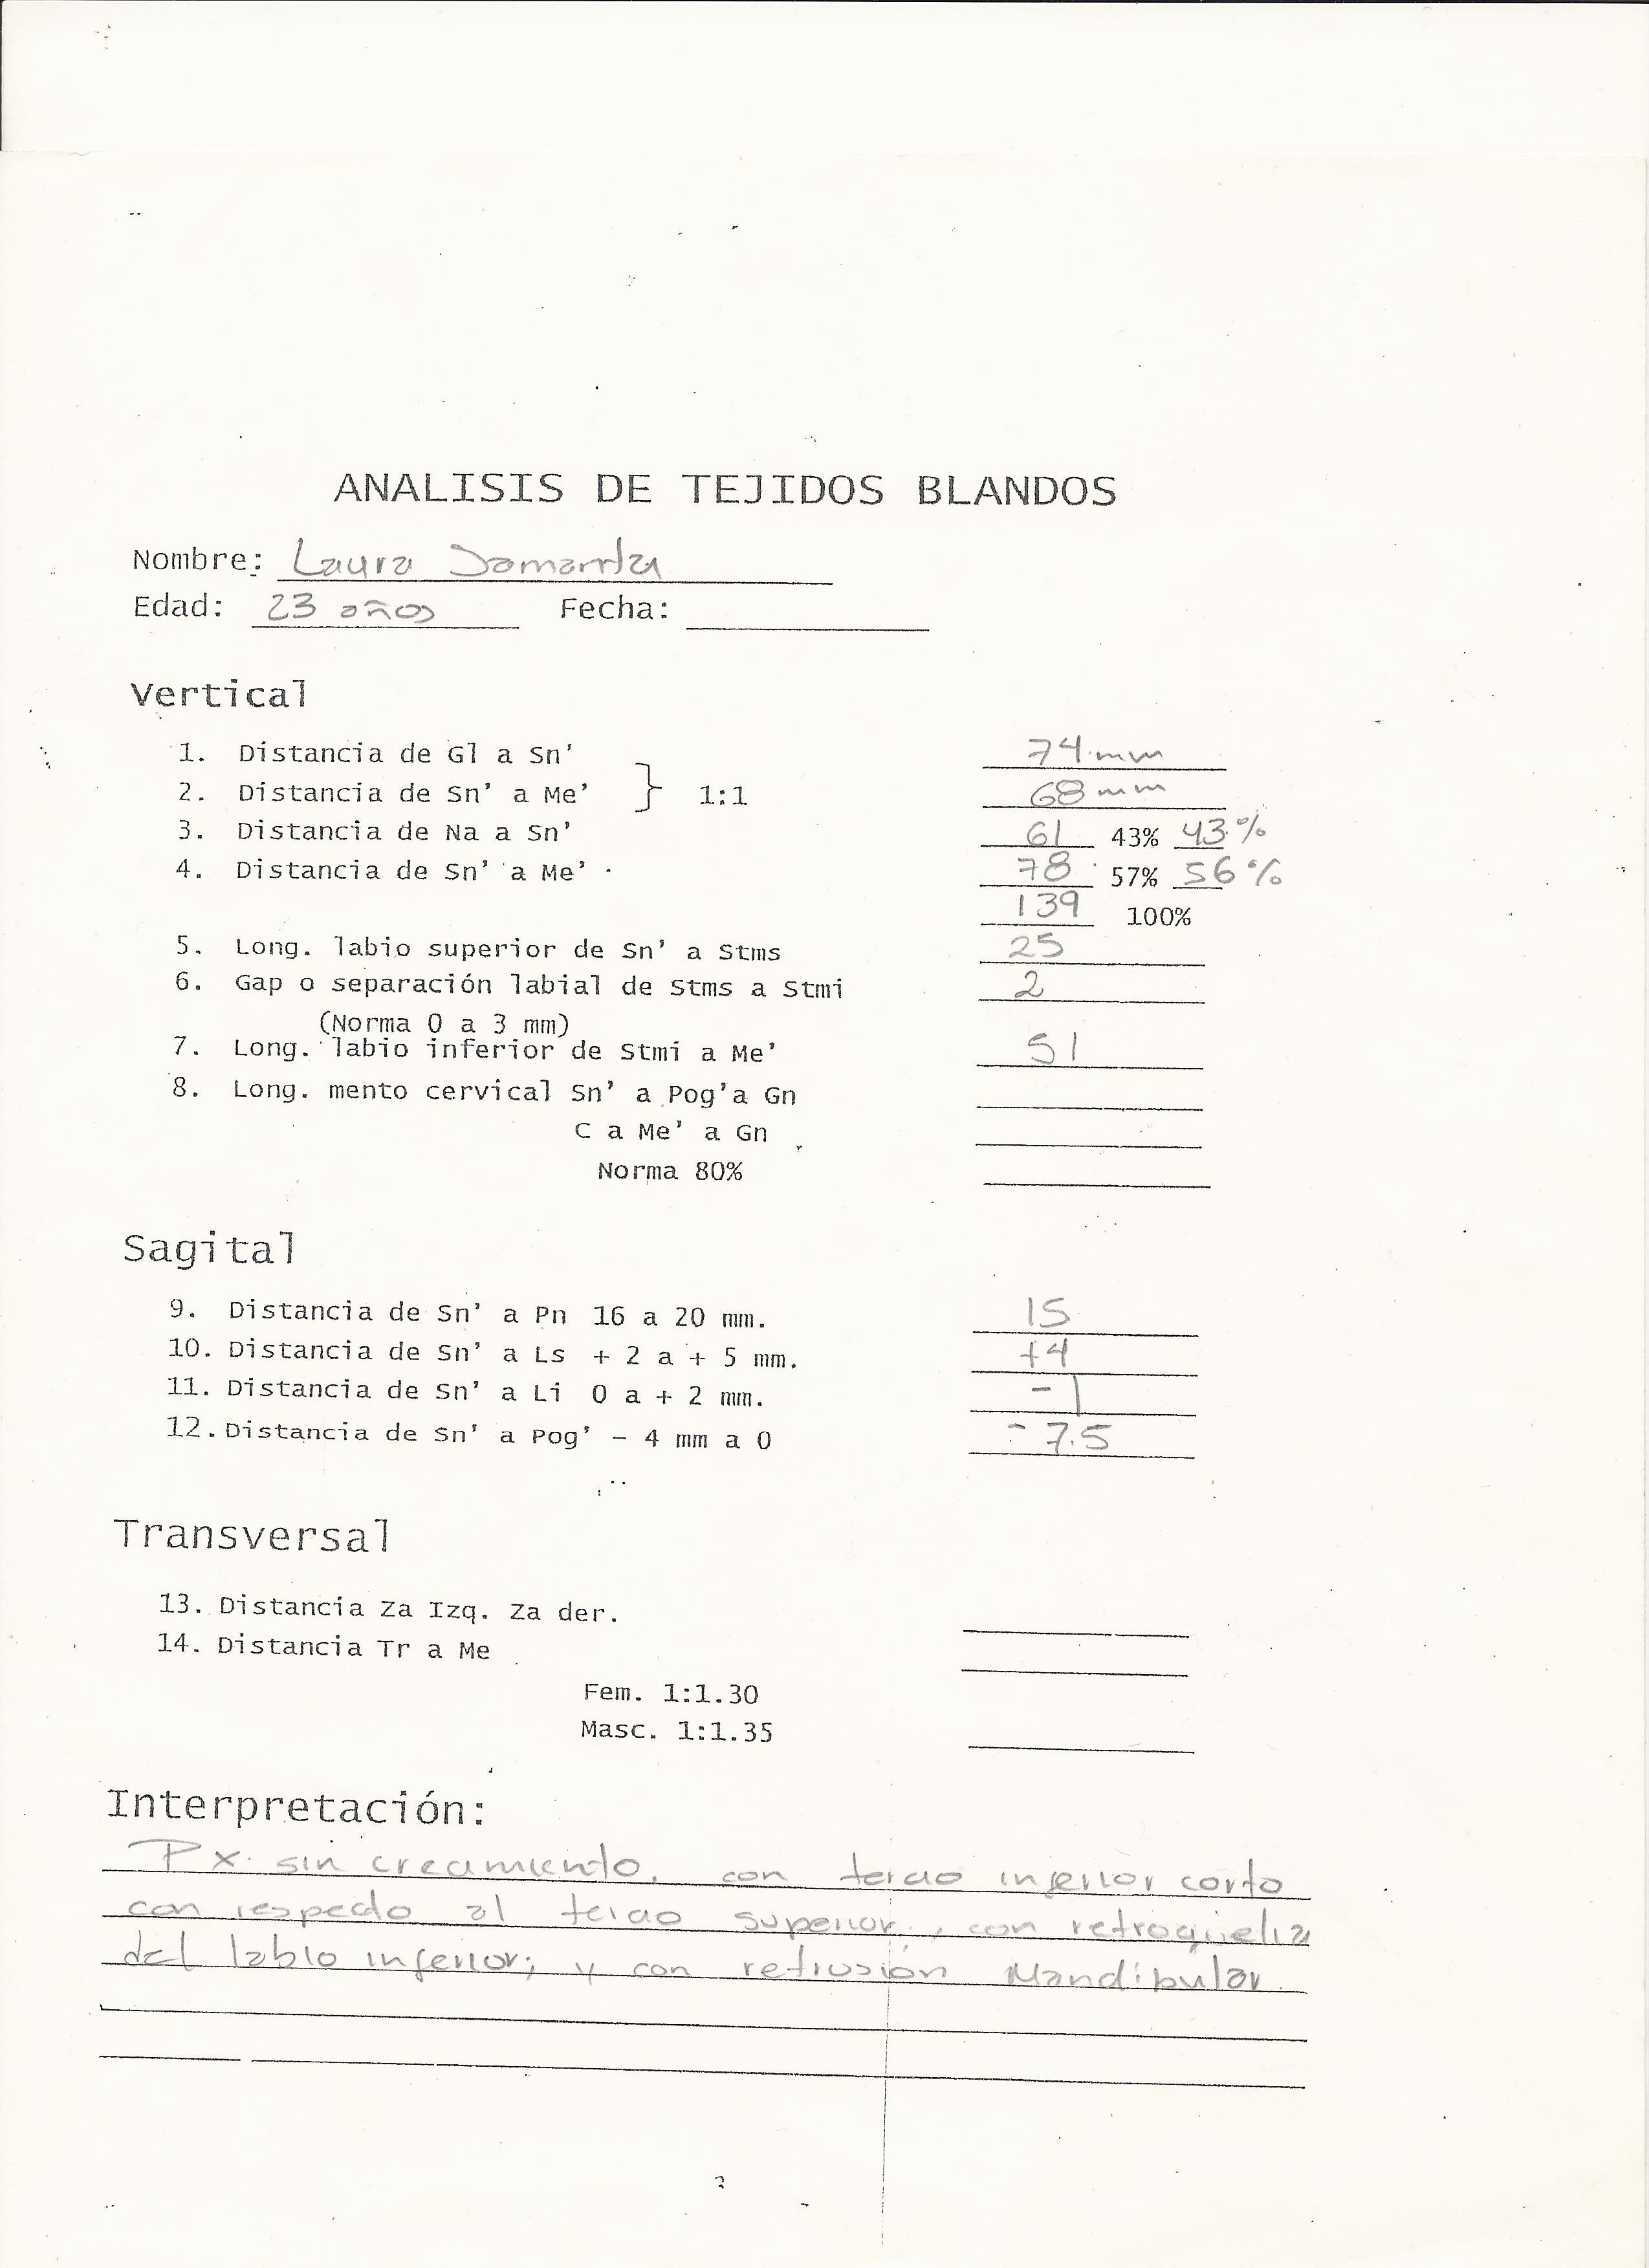 ANALISIS DE TEJIDOS BLANDOS
Nombre: Laura
Edad: 23 años Fecha:
Vertical
1. Distancia de Gl a Sn' 74 mm
2. Distancia de Sn' a Me' } 1:1 68 mm
3. Distancia de Na a Sn' 61 43% 43%
4. Distancia de Sn' a Me' 78 57% 56%
139 100%
5. Long. labio superior de Sn' a Stms 25
6. Gap o separación labial de Stms a Stmi 2
(Norma 0 a 3 mm)
7. Long. labio inferior de Stmi a Me' 51
8. Long. mento cervical Sn' a Pog'a Gn
C a Me' a Gn
Norma 80%
Sagital
9. Distancia de Sn' a Pn 16 a 20 mm. 15
10. Distancia de Sn' a Ls + 2 a + 5 mm. +4
11. Distancia de Sn' a Li 0 a + 2 mm. -1
12. Distancia de Sn' a Pog' - 4 mm a 0 -7.5
Transversal
13. Distancia Za Izq. Za der.
14. Distancia Tr a Me
Fem. 1:1.30
Masc. 1:1.35
Interpretación:
Px. sin crecimiento, con tercio inferior corto
con respecto al tercio superior, con retroquelia
del labio inferior; y con retrusión Mandibular.